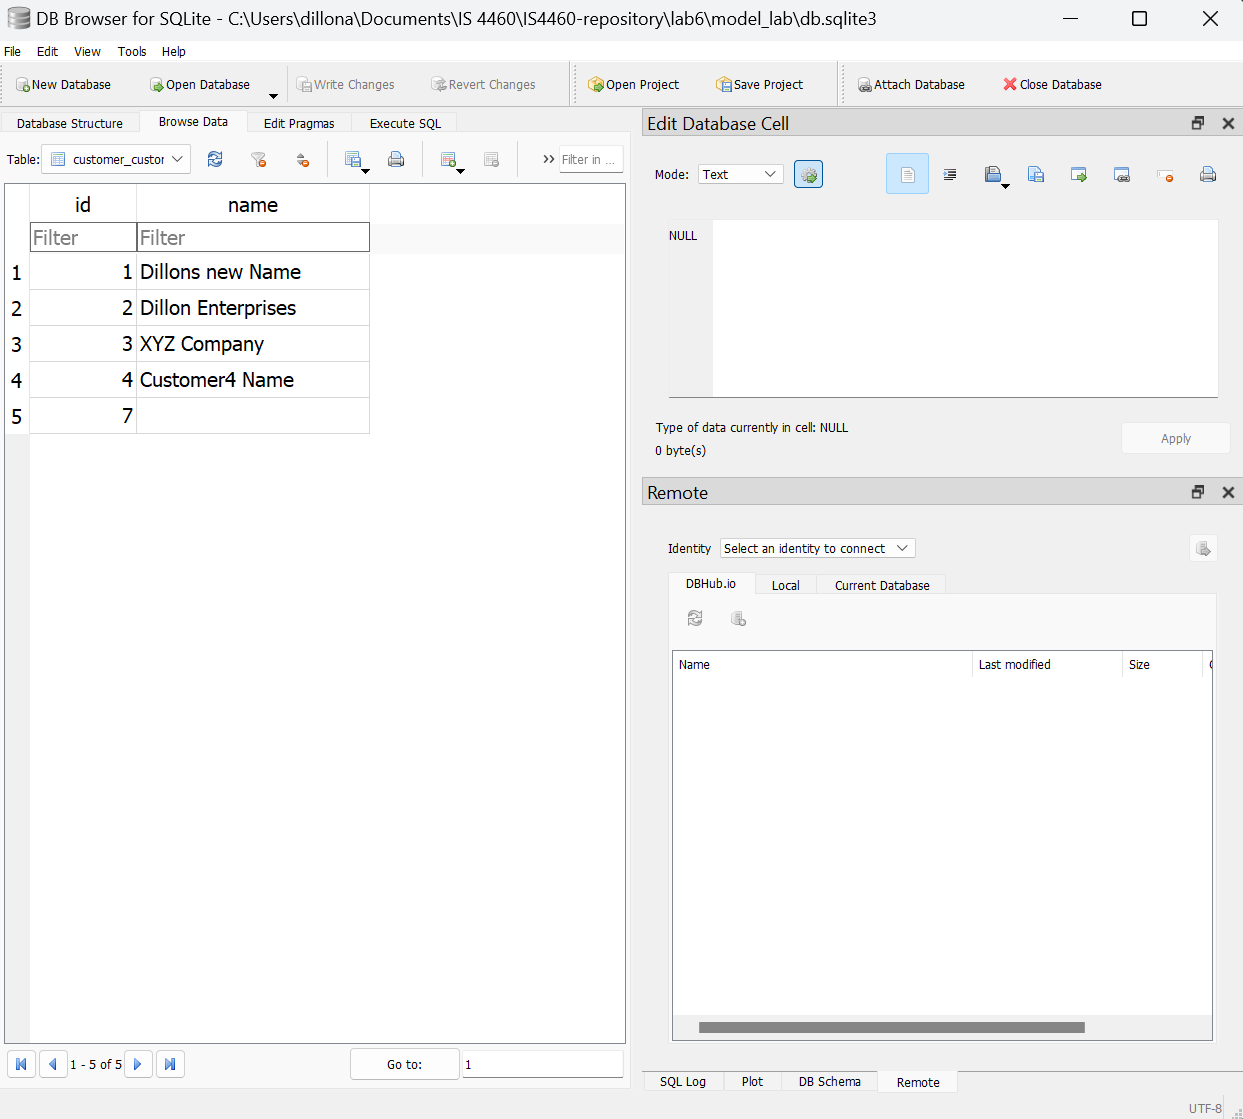 DB Browser for SQLite - C:\Users\dillona\Documents\IS 4460\IS4460-repository\lab6\model_lab\db.sqlite3
File Edit View Tools Help
New Database Open Database Write Changes Revert Changes Open Project Save Project Attach Database Close Database
Database Structure Browse Data Edit Pragmas Execute SQL
Table: customer_custor Filter in ...
id name
Filter Filter
1 1 Dillons new Name
2 2 Dillon Enterprises
3 3 XYZ Company
4 4 Customer4 Name
5 7
1 - 5 of 5 Go to: 1
Edit Database Cell
Mode: Text
NULL
Type of data currently in cell: NULL
0 byte(s)
Apply
Remote
Identity Select an identity to connect
DBHub.io Local Current Database
Name Last modified Size
SQL Log Plot DB Schema Remote
UTF-8